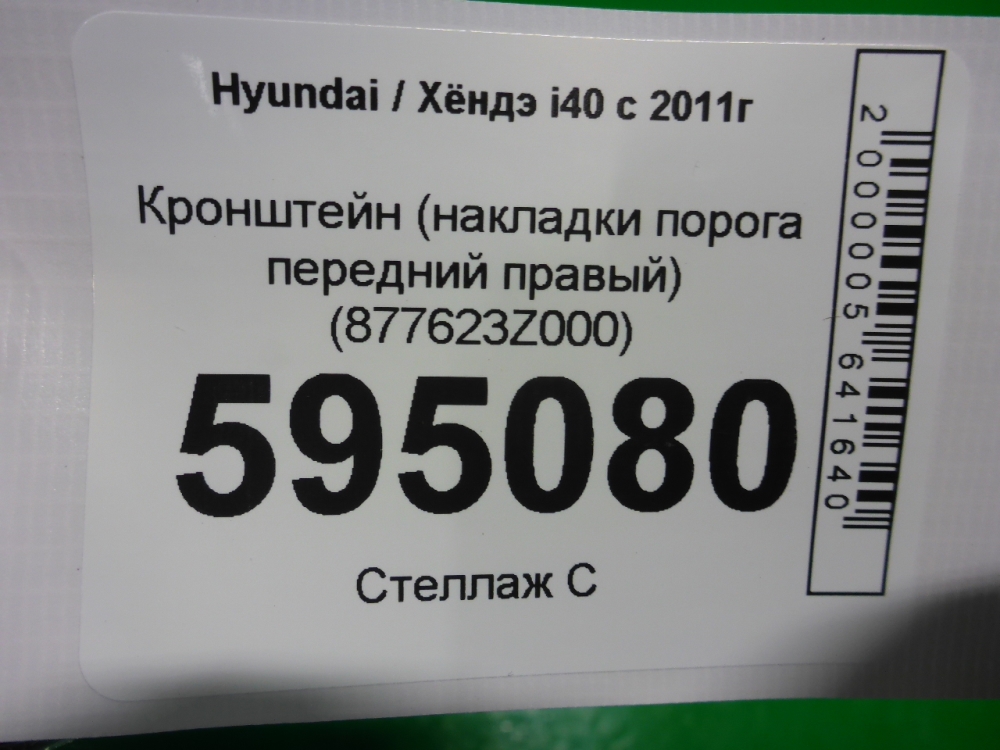 Hyundai / Хёндэ i40 с 2011г
Кронштейн (накладки порога
передний правый)
(877623Z000)
595080
Стеллаж С
2000005641640